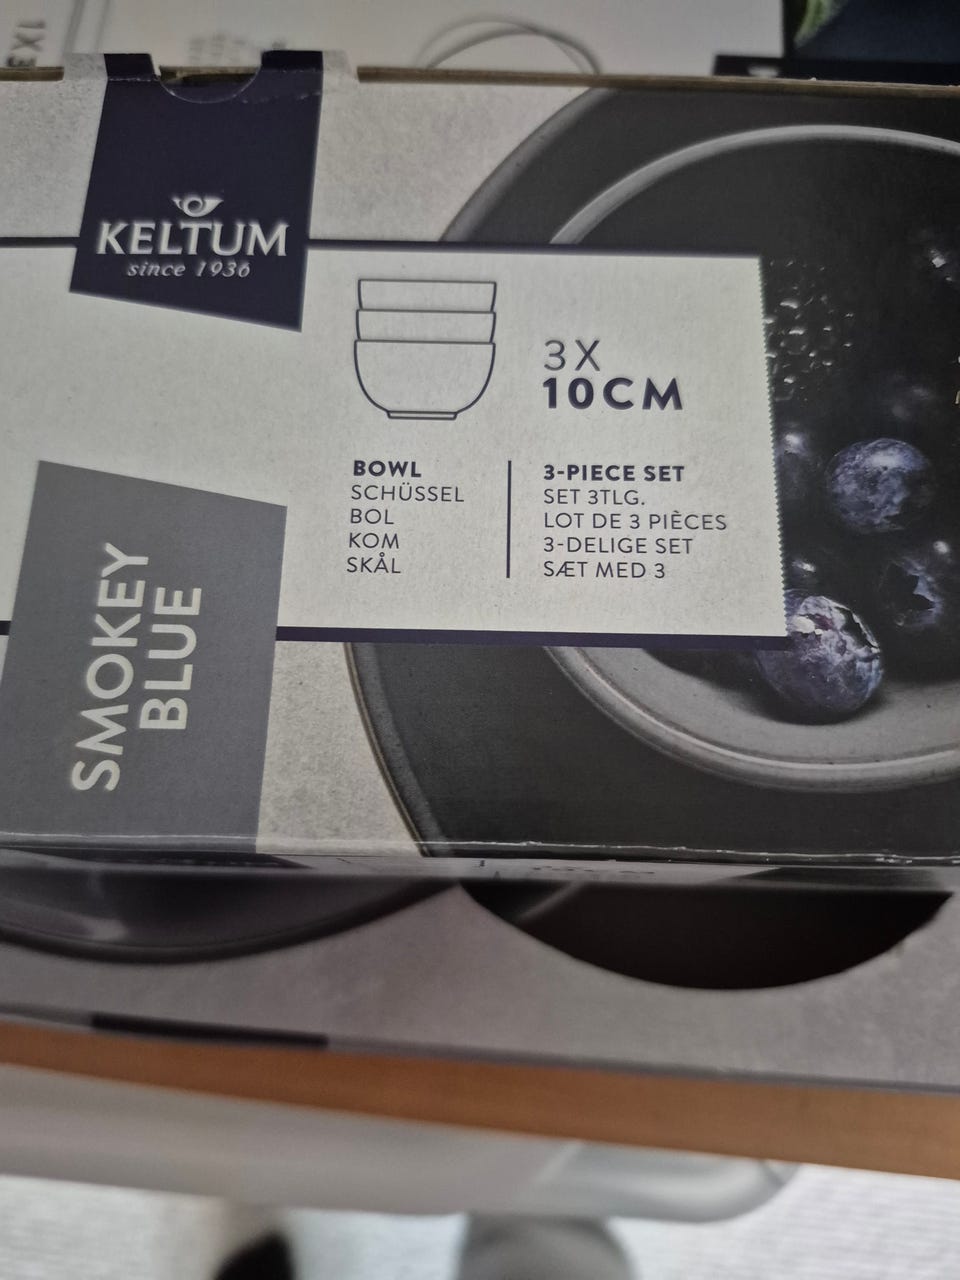 KELTUM
since 1936
3X
10CM
BOWL
SCHÜSSEL
BOL
KOM
SKÅL
3-PIECE SET
SET 3TLG.
LOT DE 3 PIÈCES
3-DELIGE SET
SÆT MED 3
SMOKEY
BLUE